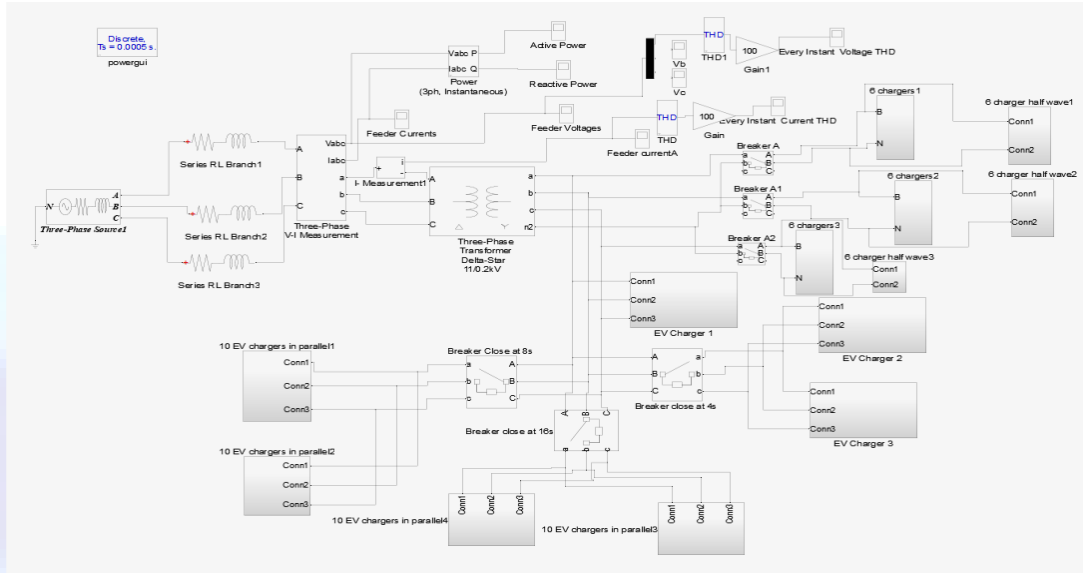 Discrete,
Ts = 0.0005 s.
powergui
Active Power
Vabc P
Iabc Q
Power
(3ph, Instantaneous)
Reactive Power
Vb
Vc
THD
THD1
100
Gain1
Every Instant Voltage THD
Feeder Currents
Feeder Voltages
THD
THD
100
Gain
Every Instant Current THD
Feeder currentA
6 chargers1
B
N
6 charger half wave1
Conn1
Conn2
Series RL Branch1
A
B
C
Vabc
Iabc
a
b
c
Three-Phase
V-I Measurement
+
i
-
I- Measurement1
A
B
C
a
b
c
n2
Three-Phase
Transformer
Delta-Star
11/0.2kV
Breaker A
a A
b B
c C
Breaker A1
a A
b B
c C
6 chargers2
B
N
6 charger half wave2
Conn1
Conn2
N
A
B
C
Three-Phase Source1
Series RL Branch2
Series RL Branch3
Breaker A2
a A
b B
c C
6 chargers3
B
N
6 charger half wave3
Conn1
Conn2
Conn1
Conn2
Conn3
EV Charger 1
Conn1
Conn2
Conn3
EV Charger 2
10 EV chargers in parallel1
Conn1
Conn2
Conn3
Breaker Close at 8s
a A
b B
c C
A a
B b
C c
Breaker close at 4s
Conn1
Conn2
Conn3
EV Charger 3
Breaker close at 16s
A B C
a b c
10 EV chargers in parallel2
Conn1
Conn2
Conn3
Conn1
Conn2
Conn3
10 EV chargers in parallel4
Conn1
Conn2
Conn3
10 EV chargers in parallel3